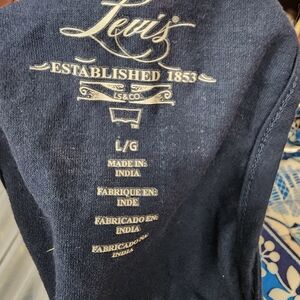 Levi's®
ESTABLISHED 1853
LS&CO.
L/G
MADE IN:
INDIA
FABRIQUE EN:
INDE
FABRICADO EN:
INDIA
FABRICADO NA:
INDIA